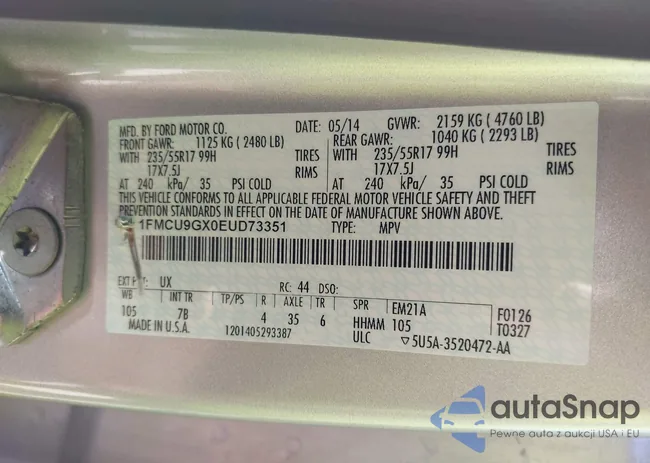 MFD. BY FORD MOTOR CO. DATE: 05/14 GVWR: 2159 KG ( 4760 LB)
FRONT GAWR: 1125 KG ( 2480 LB) REAR GAWR: 1040 KG ( 2293 LB)
WITH 235/55R17 99H TIRES WITH 235/55R17 99H TIRES
17X7.5J RIMS 17X7.5J RIMS
AT 240 kPa/ 35 PSI COLD AT 240 kPa/ 35 PSI COLD
THIS VEHICLE CONFORMS TO ALL APPLICABLE FEDERAL MOTOR VEHICLE SAFETY AND THEFT
PREVENTION STANDARDS IN EFFECT ON THE DATE OF MANUFACTURE SHOWN ABOVE.
1FMCU9GX0EUD73351 TYPE: MPV
EXT UX RC: 44 DSO:
WB INT TR TP/PS R AXLE TR SPR EM21A F0126
105 7B 4 35 6 HHMM 105 T0327
MADE IN U.S.A. 1201405293387 ULC 5U5A-3520472-AA
autaSnap
Pewne auta z aukcji USA i EU